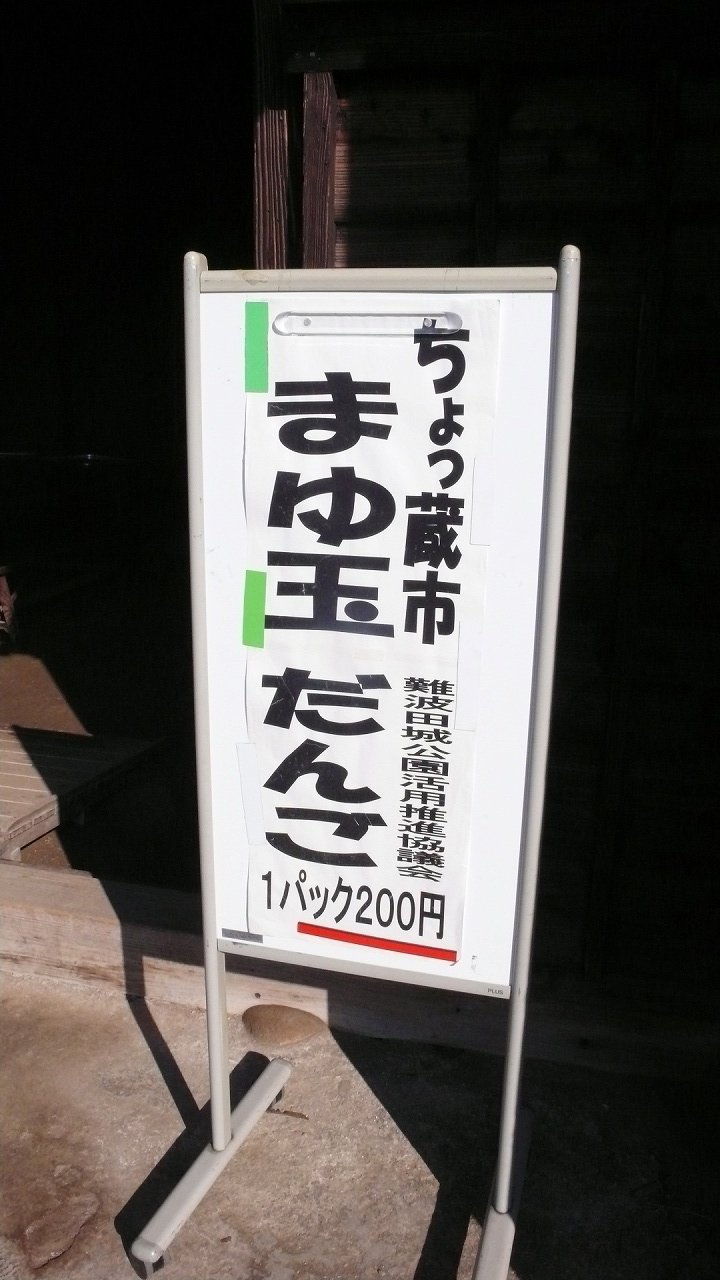 ちょっ蔵市
難波田城公園活用推進協議会
まゆ玉だんご
1パック200円
PLUS